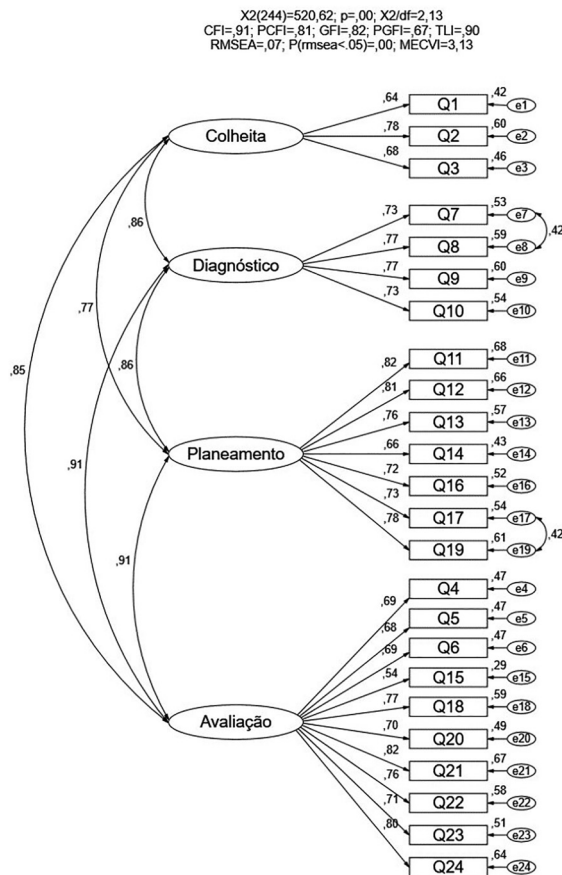 X2(244)=520,62; p=,00; X2/df=2,13
CFI=,91; PCFI=,81; GFI=,82; PGFI=,67; TLI=,90
RMSEA=,07; P(rmsea<.05)=,00; MECVI=3,13
,64 Q1 ,42 e1
Colheita ,78 Q2 ,60 e2
,68 Q3 ,46 e3
,86
,73 Q7 ,53 e7
,77 Q8 ,59 e8 ,42
Diagnóstico ,77 Q9 ,60 e9
,73 Q10 ,54 e10
,77
,86
,85
,82 Q11 ,68 e11
,81 Q12 ,66 e12
,76 Q13 ,57 e13
Planeamento ,66 Q14 ,43 e14
,91 ,72 Q16 ,52 e16
,73 Q17 ,54 e17
,78 Q19 ,61 e19 ,42
,91
,69 Q4 ,47 e4
,68 Q5 ,47 e5
,69 Q6 ,47 e6
,54 Q15 ,29 e15
Avaliação ,77 Q18 ,59 e18
,70 Q20 ,49 e20
,82 Q21 ,67 e21
,76 Q22 ,58 e22
,71 Q23 ,51 e23
,80 Q24 ,64 e24